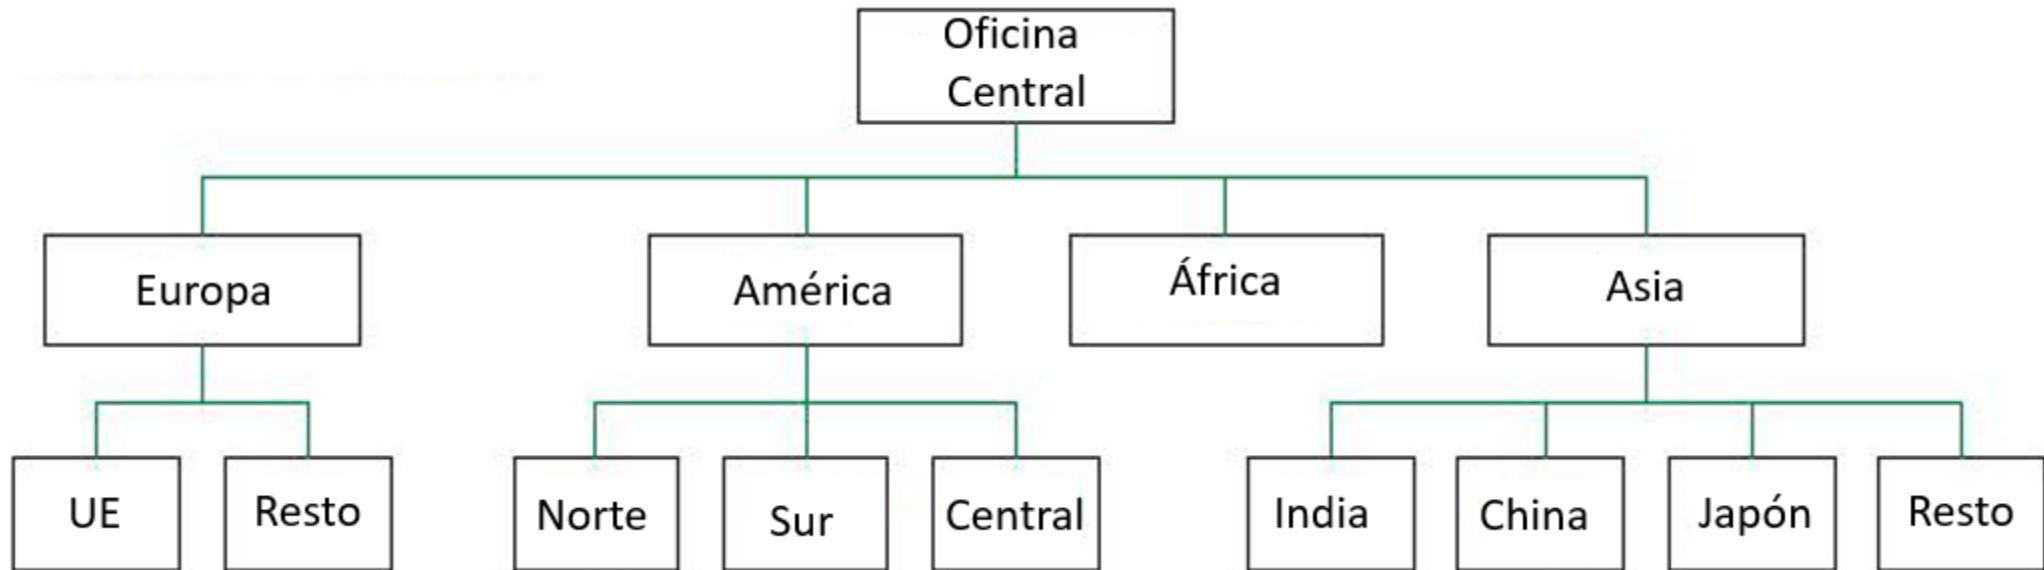 Oficina
Central
Europa
América
África
Asia
UE
Resto
Norte
Sur
Central
India
China
Japón
Resto